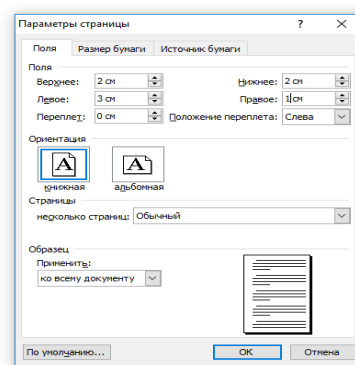 Параметры страницы ? ×
Поля Размер бумаги Источник бумаги
Поля
Верхнее: 2 см Нижнее: 2 см
Левое: 3 см Правое: 1 см
Переплет: 0 см Положение переплета: Слева
Ориентация
А А
книжная альбомная
Страницы
несколько страниц: Обычный
Образец
Применить:
ко всему документу
По умолчанию... ОК Отмена